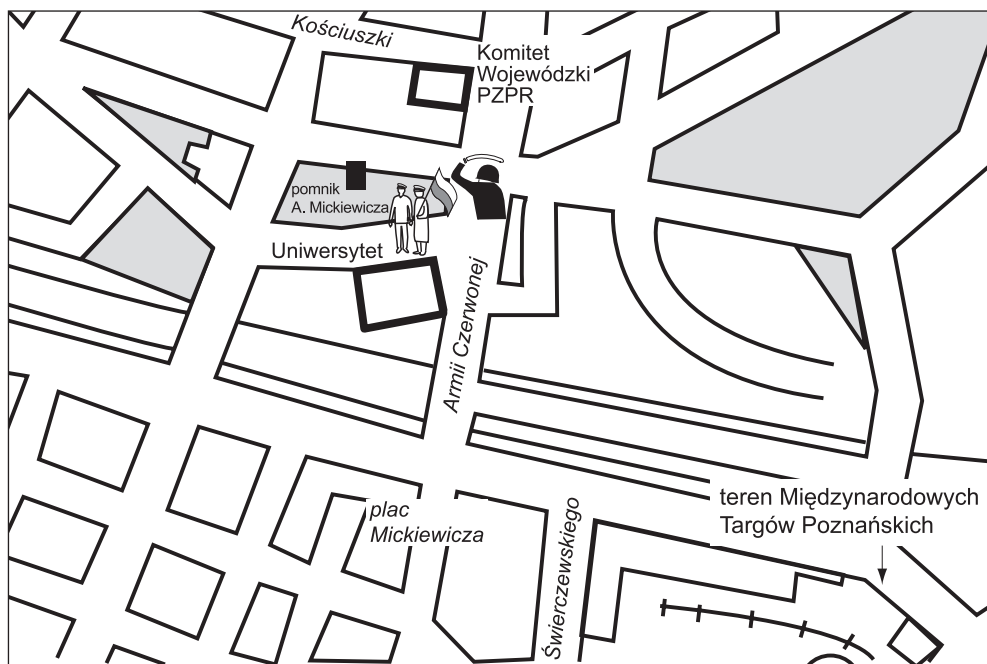 Kościuszki
Komitet
Wojewódzki
PZPR
pomnik
A. Mickiewicza
Uniwersytet
Armii Czerwonej
plac
Mickiewicza
Świerczewskiego
teren Międzynarodowych
Targów Poznańskich